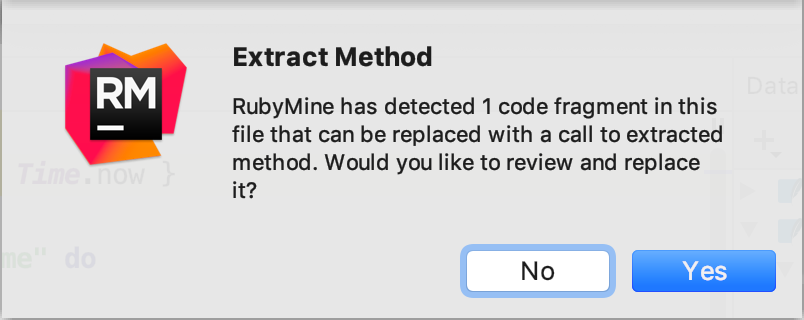 Extract Method
RM
RubyMine has detected 1 code fragment in this
file that can be replaced with a call to extracted
method. Would you like to review and replace
it?
Data
Time.now }
me" do
No
Yes